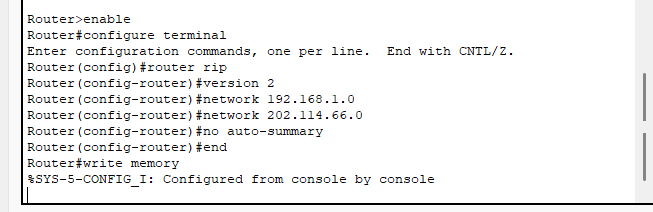 Router>enable
Router#configure terminal
Enter configuration commands, one per line.  End with CNTL/Z.
Router(config)#router rip
Router(config-router)#version 2
Router(config-router)#network 192.168.1.0
Router(config-router)#network 202.114.66.0
Router(config-router)#no auto-summary
Router(config-router)#end
Router#write memory
%SYS-5-CONFIG_I: Configured from console by console